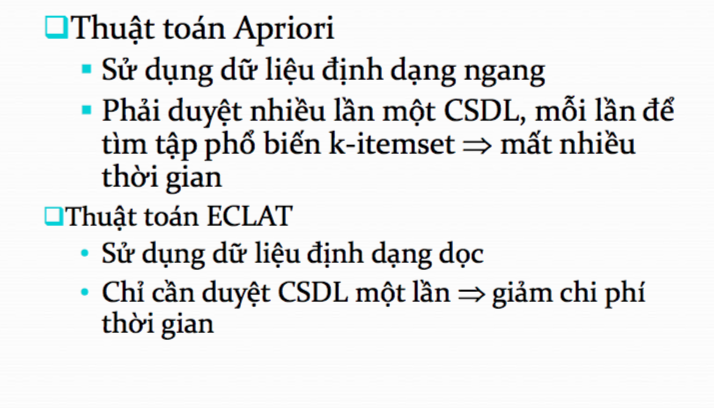 Thuật toán Apriori
Sử dụng dữ liệu định dạng ngang
Phải duyệt nhiều lần một CSDL, mỗi lần để
tìm tập phổ biến k-itemset ⇒ mất nhiều
thời gian
Thuật toán ECLAT
Sử dụng dữ liệu định dạng dọc
Chỉ cần duyệt CSDL một lần ⇒ giảm chi phí
thời gian